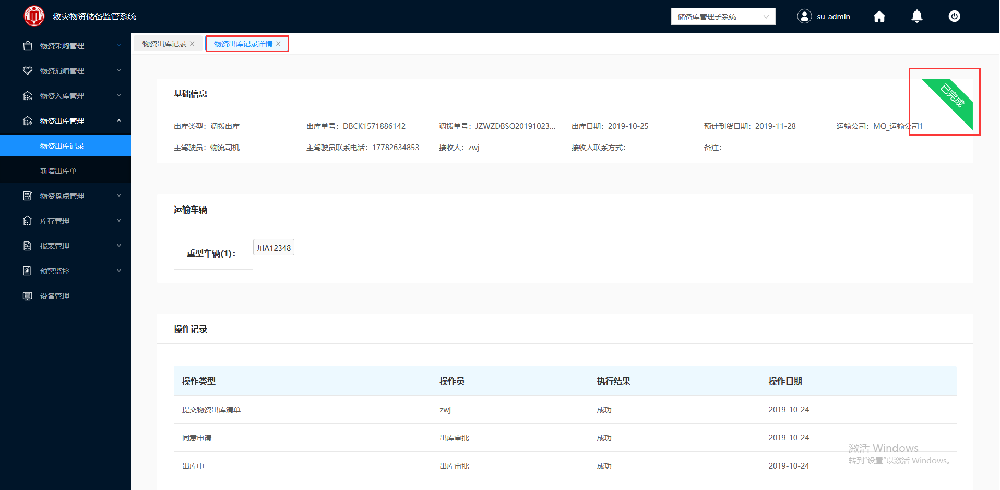 救灾物资储备监管系统
储备库管理子系统
su_admin
物资采购管理
物资捐赠管理
物资入库管理
物资出库管理
物资出库记录
新增出库单
物资盘点管理
库存管理
报表管理
预警监控
设备管理
物资出库记录
物资出库记录详情
基础信息
已完成
出库类型：调拨出库
出库单号：DBCK1571886142
调拨单号：JZWZDBSQ20191023...
出库日期：2019-10-25
预计到货日期：2019-11-28
运输公司：MQ_运输公司1
主驾驶员：物流司机
主驾驶员联系电话：17782634853
接收人：zwj
接收人联系方式：
备注：
运输车辆
重型车辆(1)：
川A12348
操作记录
操作类型 操作员 执行结果 操作日期
提交物资出库清单 zwj 成功 2019-10-24
同意申请 出库审批 成功 2019-10-24
出库中 出库审批 成功 2019-10-24
激活 Windows
转到“设置”以激活 Windows。